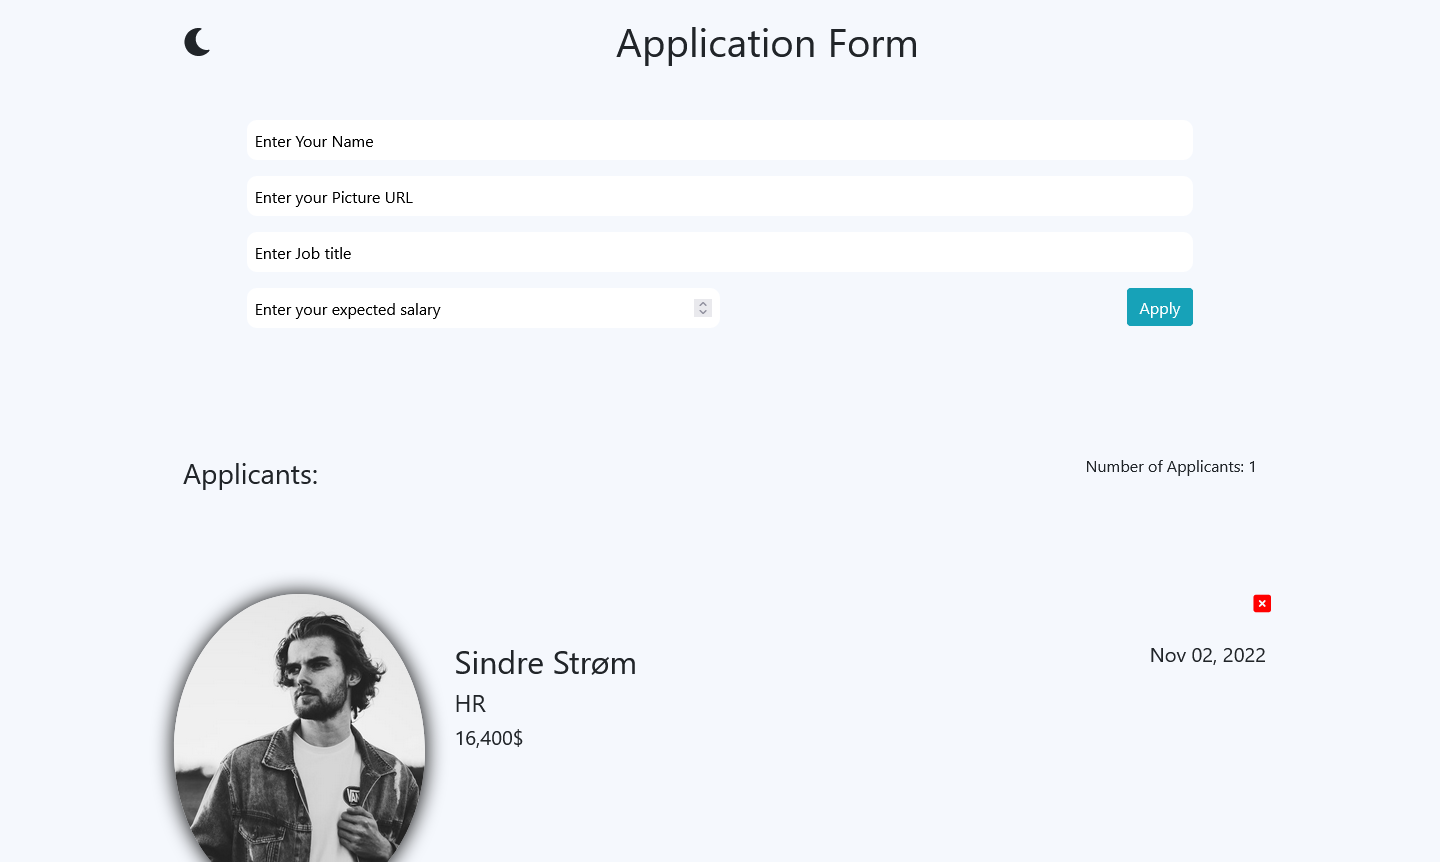 Application Form
Enter Your Name
Enter your Picture URL
Enter Job title
Enter your expected salary
Apply
Applicants:
Number of Applicants: 1
Sindre Strøm
Nov 02, 2022
HR
16,400$
VAN